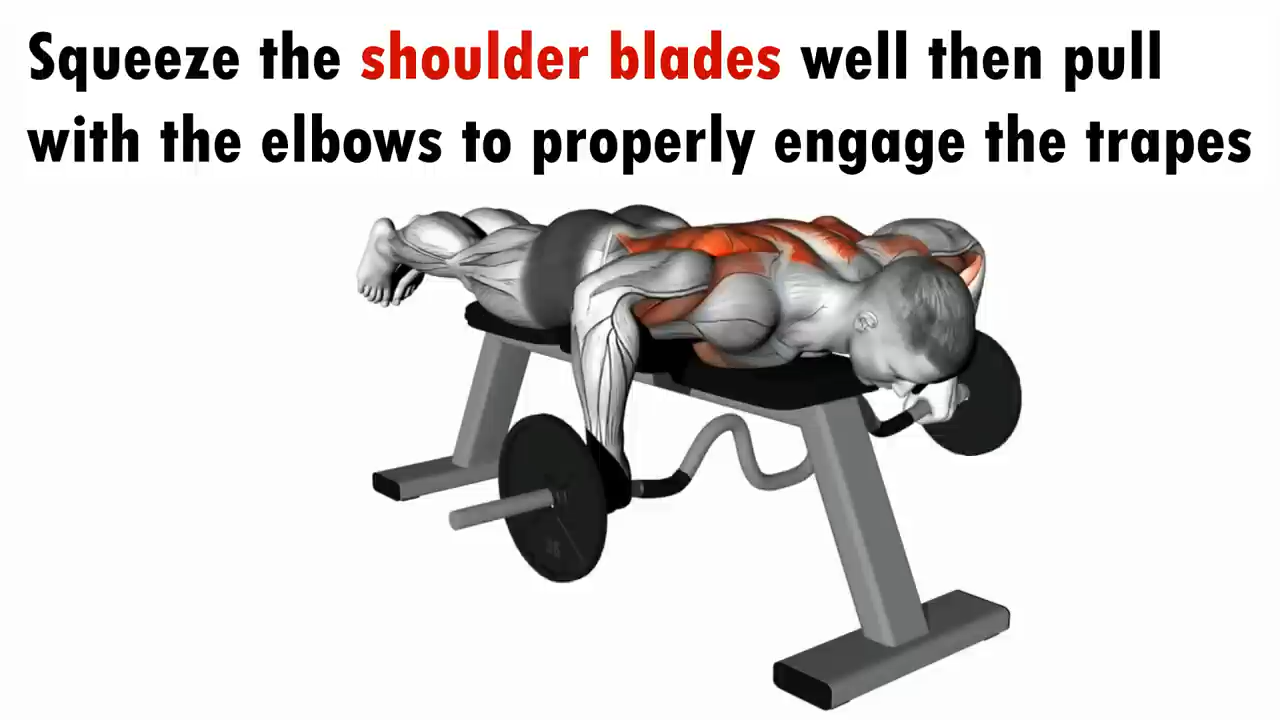 Squeeze the shoulder blades well then pull
with the elbows to properly engage the trapes